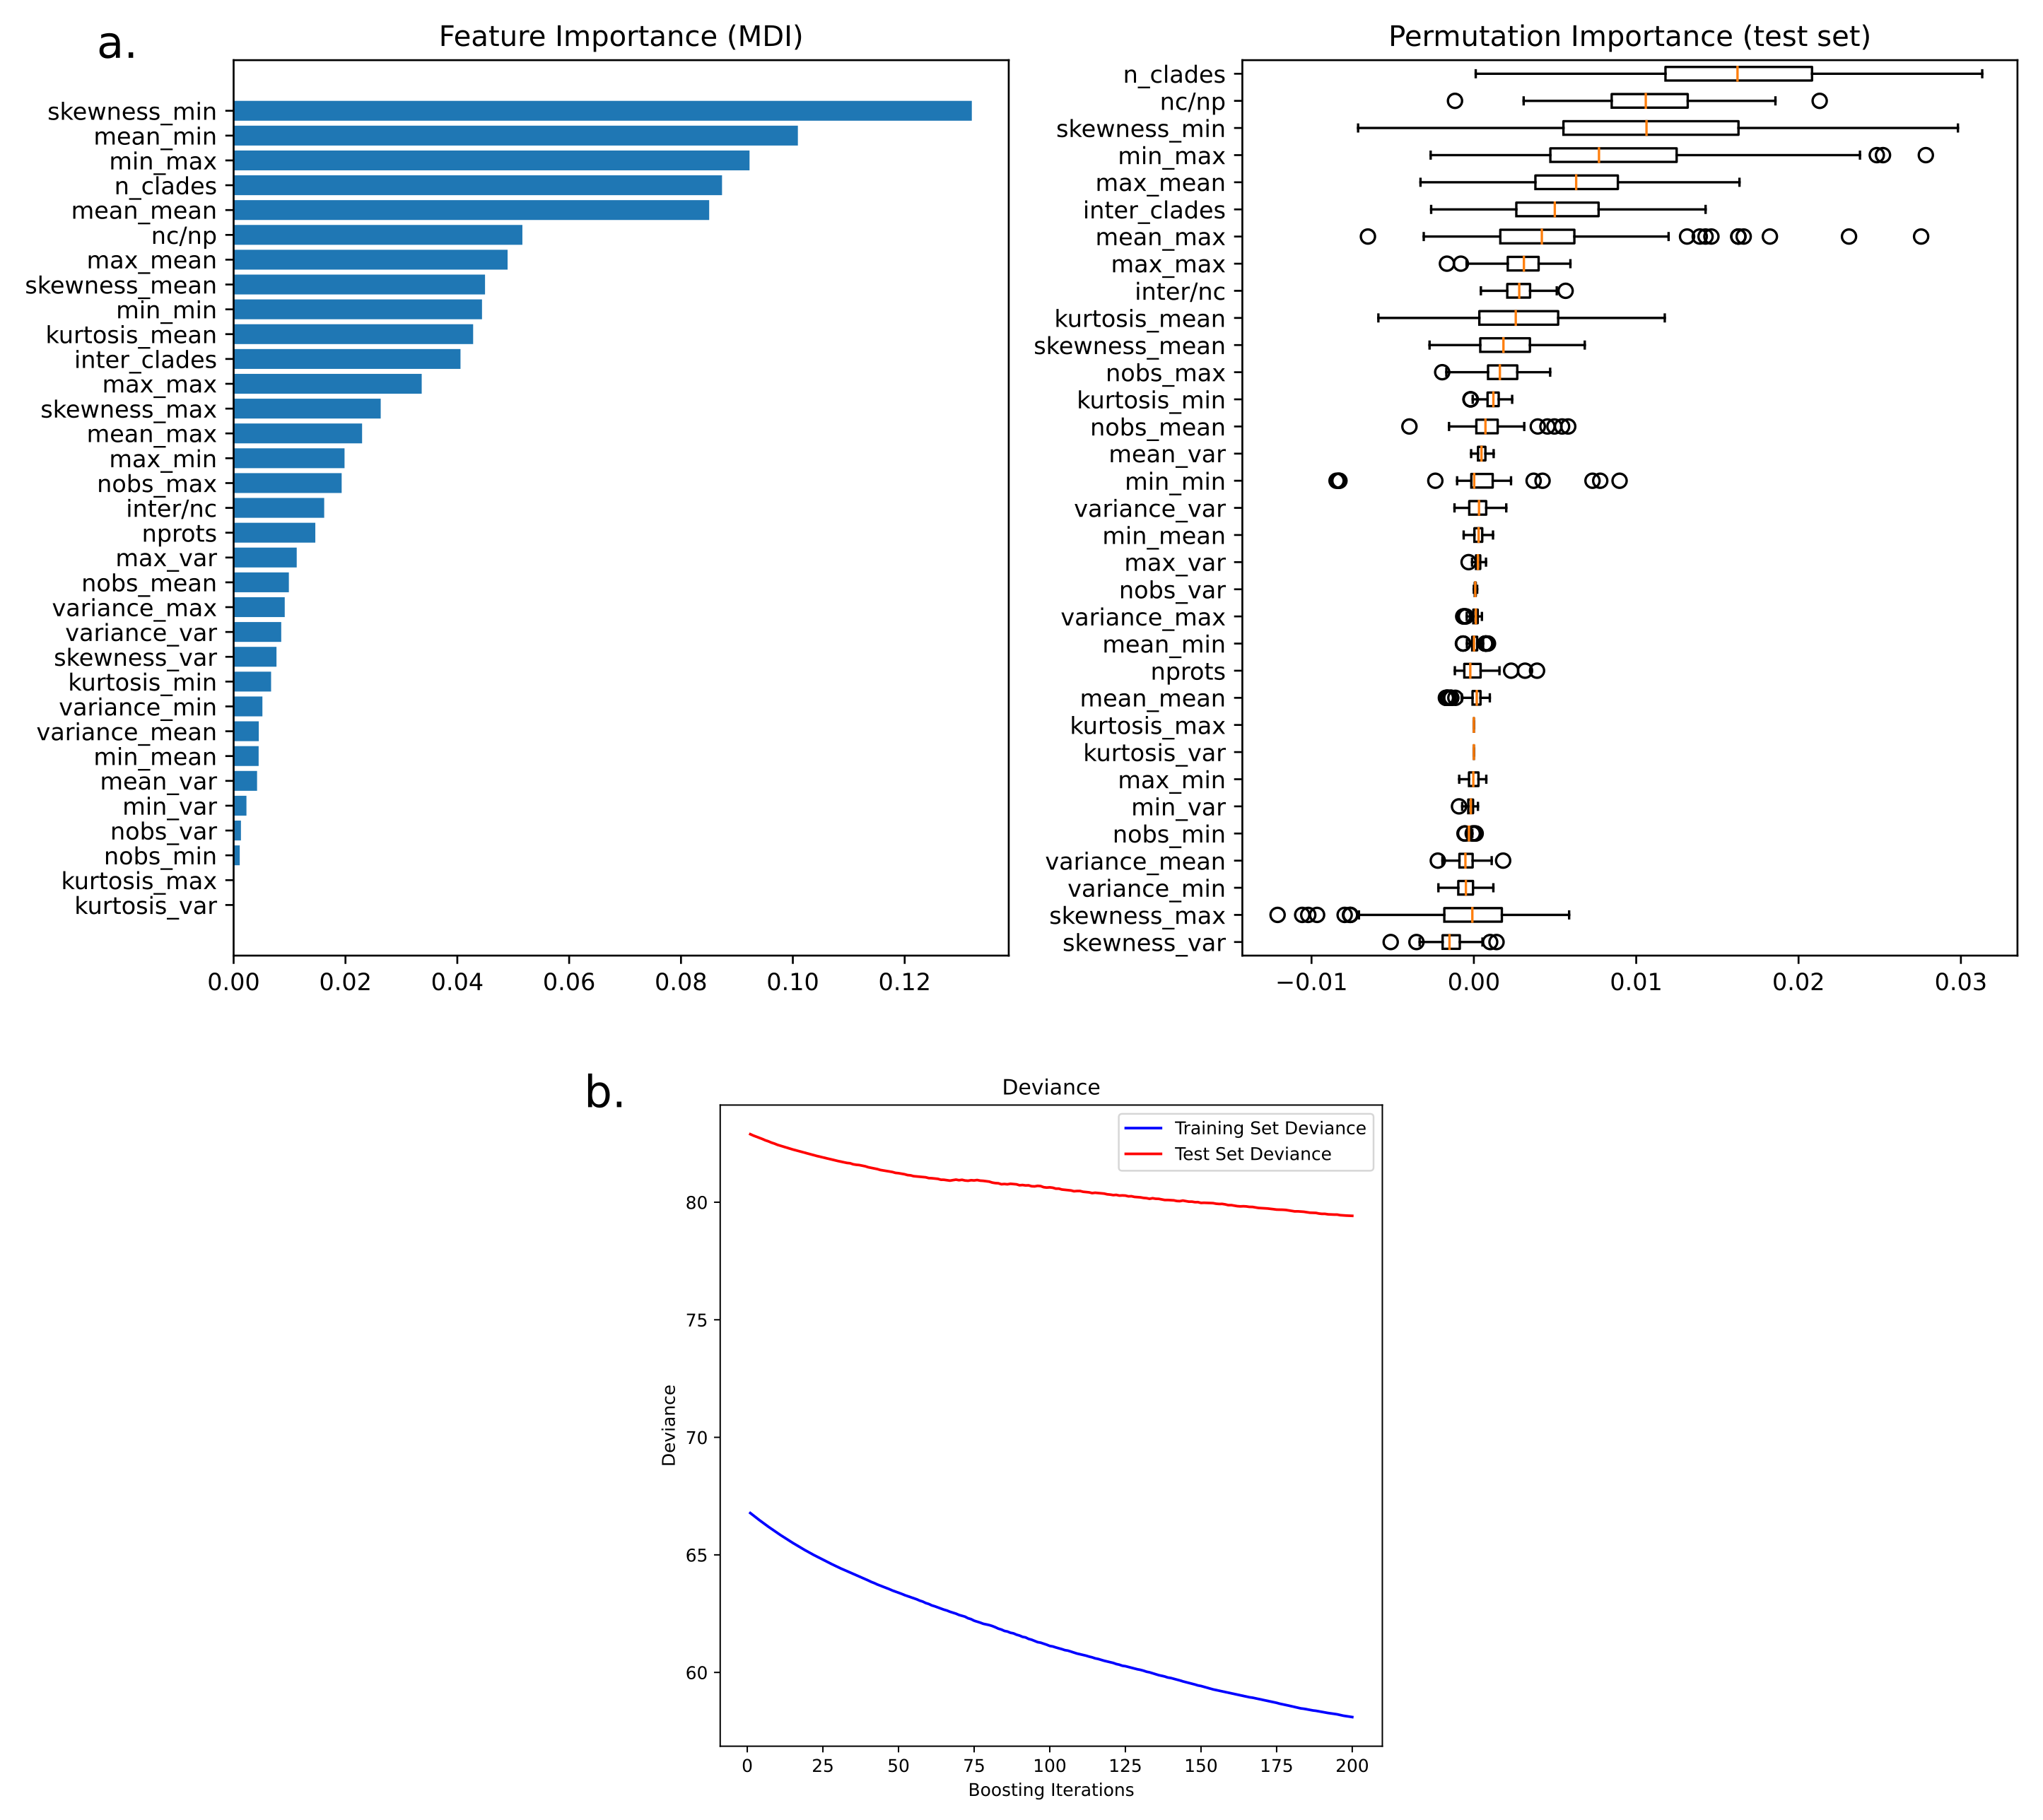 a.
Feature Importance (MDI)
skewness_min
mean_min
min_max
n_clades
mean_mean
nc/np
max_mean
skewness_mean
min_min
kurtosis_mean
inter_clades
max_max
skewness_max
mean_max
max_min
nobs_max
inter/nc
nprots
max_var
nobs_mean
variance_max
variance_var
skewness_var
kurtosis_min
variance_min
variance_mean
min_mean
mean_var
min_var
nobs_var
nobs_min
kurtosis_max
kurtosis_var
0.00 0.02 0.04 0.06 0.08 0.10 0.12
Permutation Importance (test set)
n_clades
nc/np
skewness_min
min_max
max_mean
inter_clades
mean_max
max_max
inter/nc
kurtosis_mean
skewness_mean
nobs_max
kurtosis_min
nobs_mean
mean_var
min_min
variance_var
min_mean
max_var
nobs_var
variance_max
mean_min
nprots
mean_mean
kurtosis_max
kurtosis_var
max_min
min_var
nobs_min
variance_mean
variance_min
skewness_max
skewness_var
−0.01 0.00 0.01 0.02 0.03
b.
Deviance
Training Set Deviance
Test Set Deviance
80
75
70
65
60
Deviance
0 25 50 75 100 125 150 175 200
Boosting Iterations